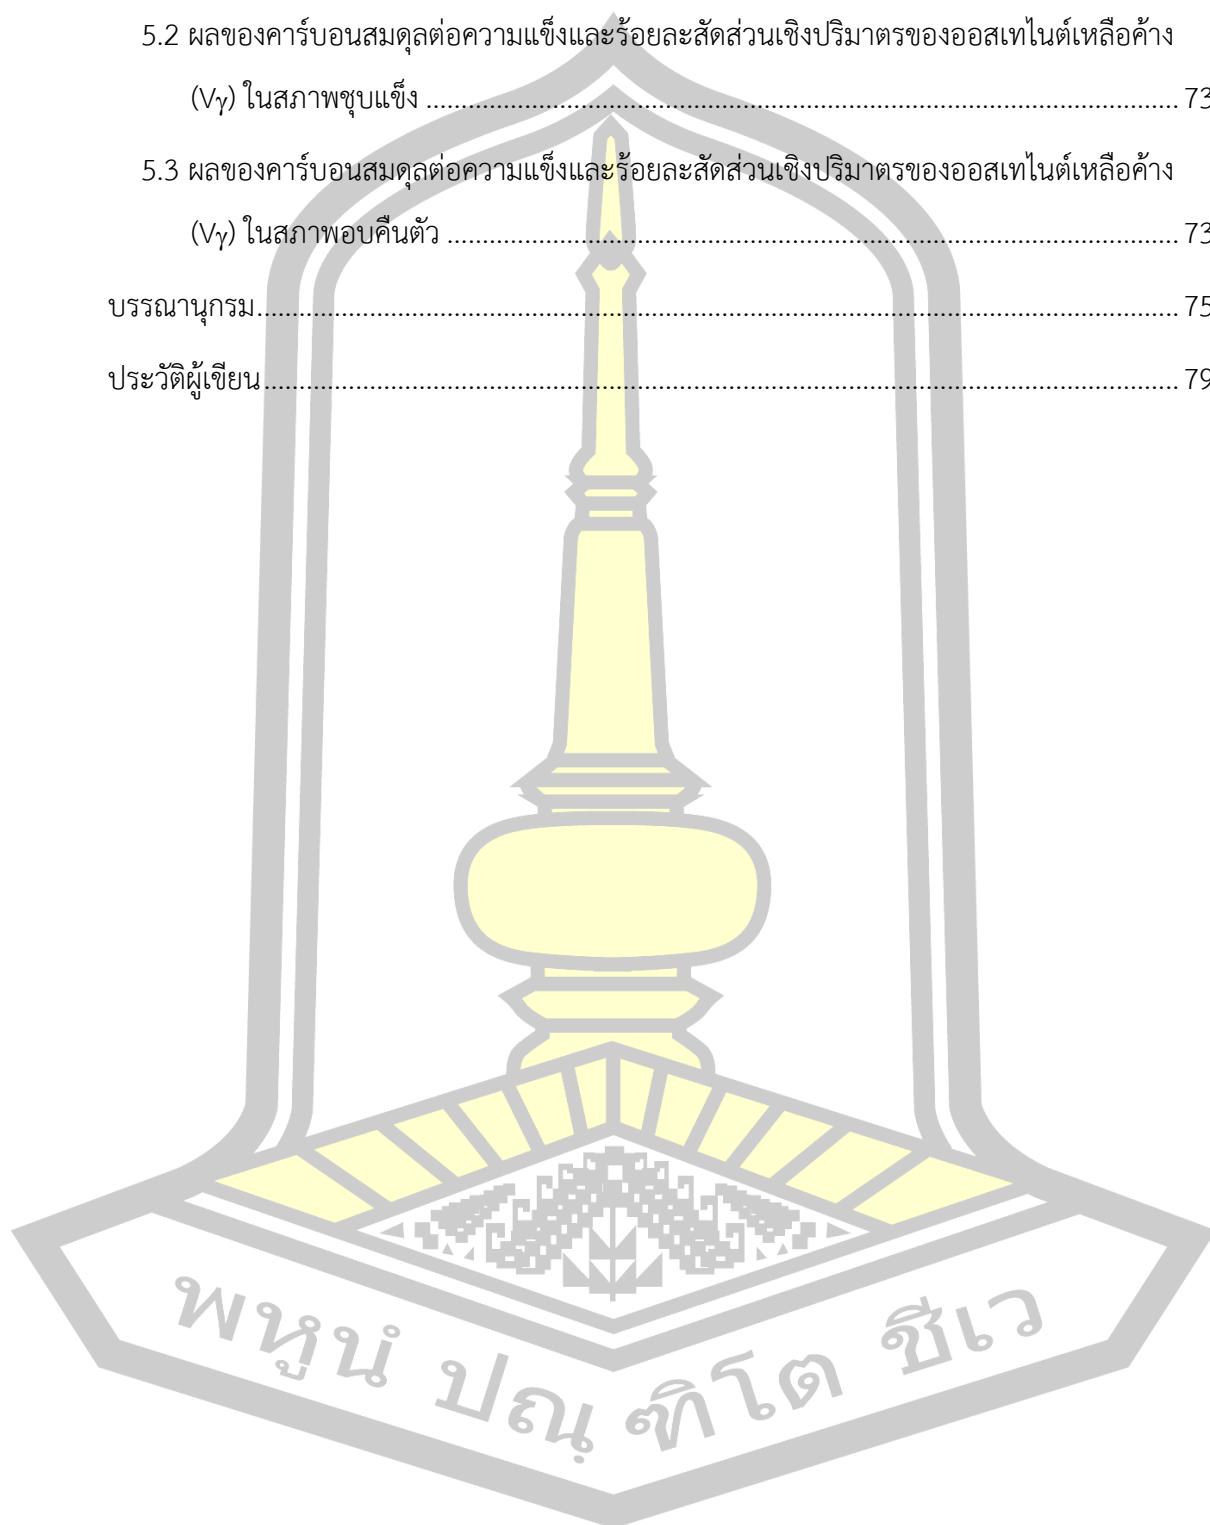 5.2 ผลของคาร์บอนสมดุลต่อความแข็งและร้อยละสัดส่วนเชิงปริมาตรของออสเทไนต์เหลือค้าง
(Vγ) ในสภาพชุบแข็ง ........................................................................................................ 73
5.3 ผลของคาร์บอนสมดุลต่อความแข็งและร้อยละสัดส่วนเชิงปริมาตรของออสเทไนต์เหลือค้าง
(Vγ) ในสภาพอบคืนตัว ..................................................................................................... 73
บรรณานุกรม................................................................................................................................ 75
ประวัติผู้เขียน............................................................................................................................... 79
พหูนํ ปณฺ ฑิโต ชีเว